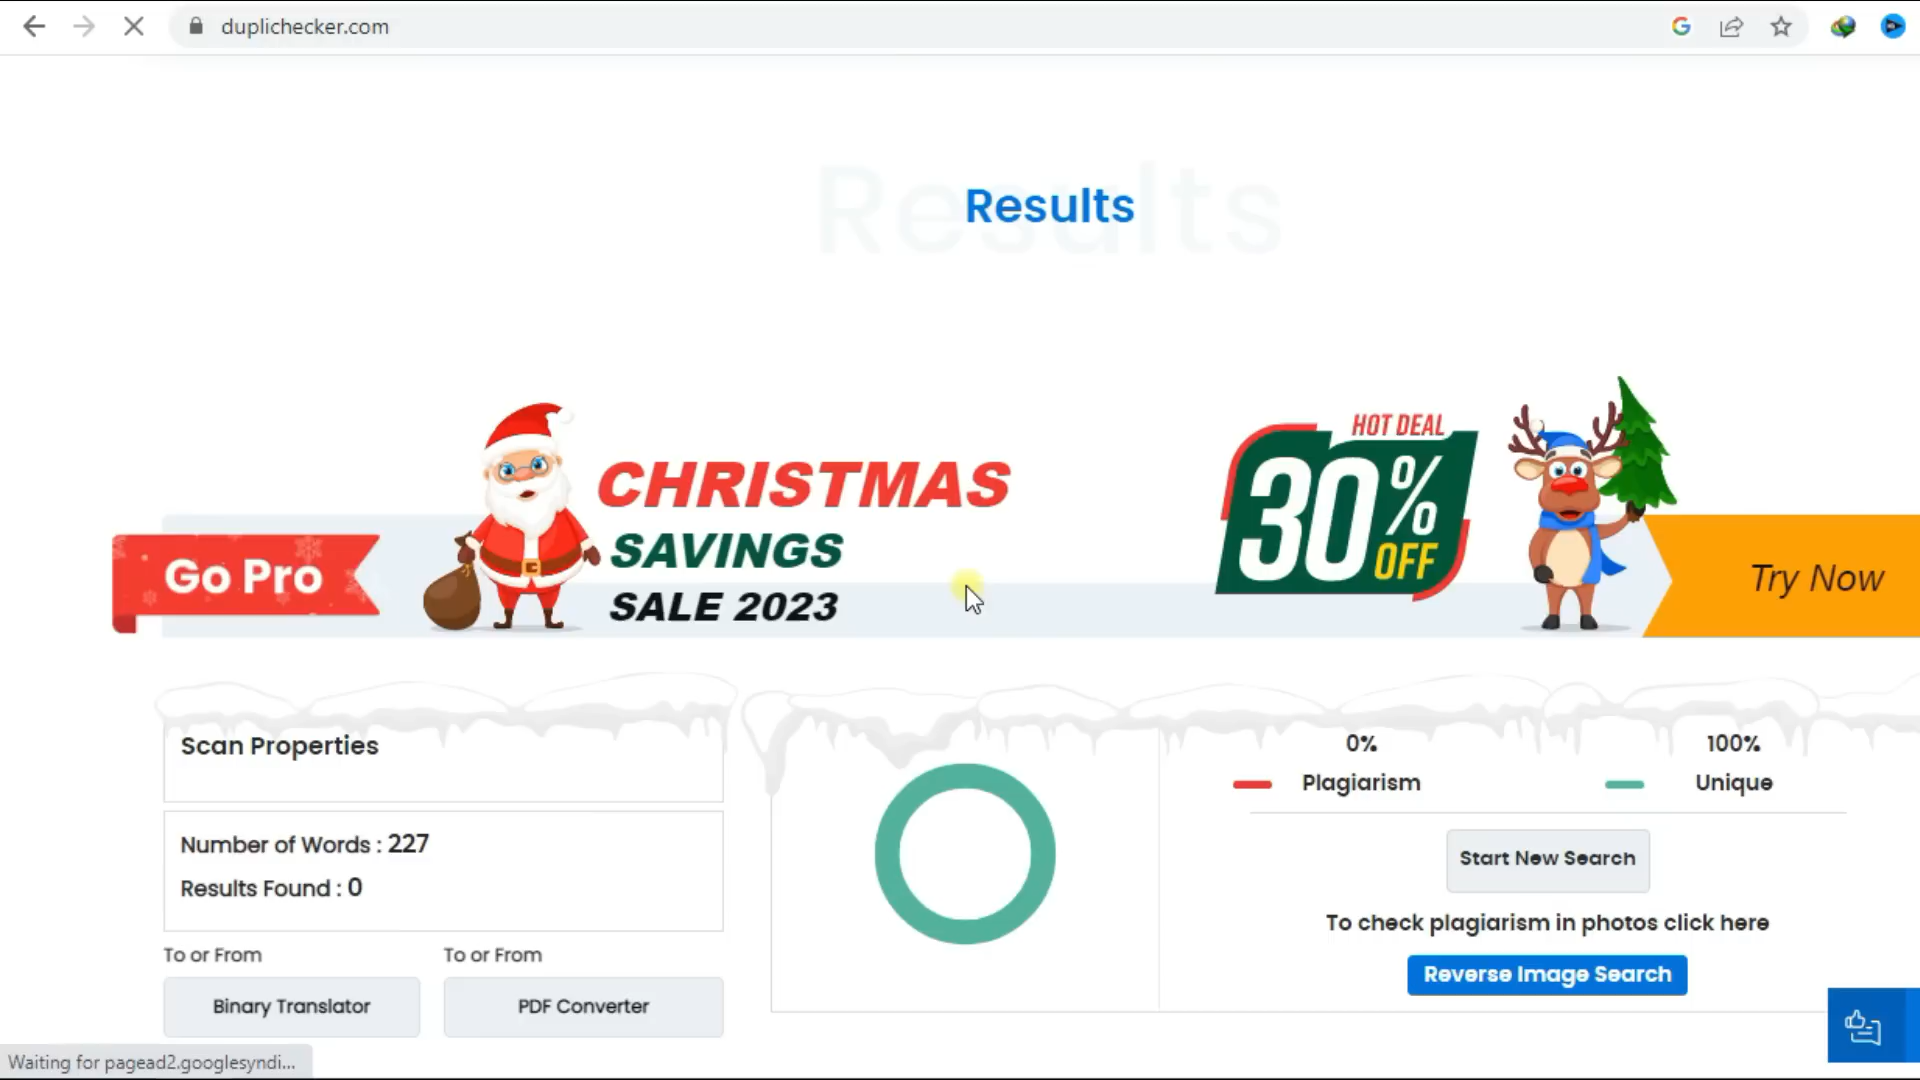 duplichecker.com
Results
Results
Go Pro
CHRISTMAS
SAVINGS
SALE 2023
HOT DEAL
30%
OFF
Try Now
Scan Properties
Number of Words : 227
Results Found : 0
To or From
Binary Translator
To or From
PDF Converter
0%
Plagiarism
100%
Unique
Start New Search
To check plagiarism in photos click here
Reverse Image Search
Waiting for pagead2.googlesyndi...